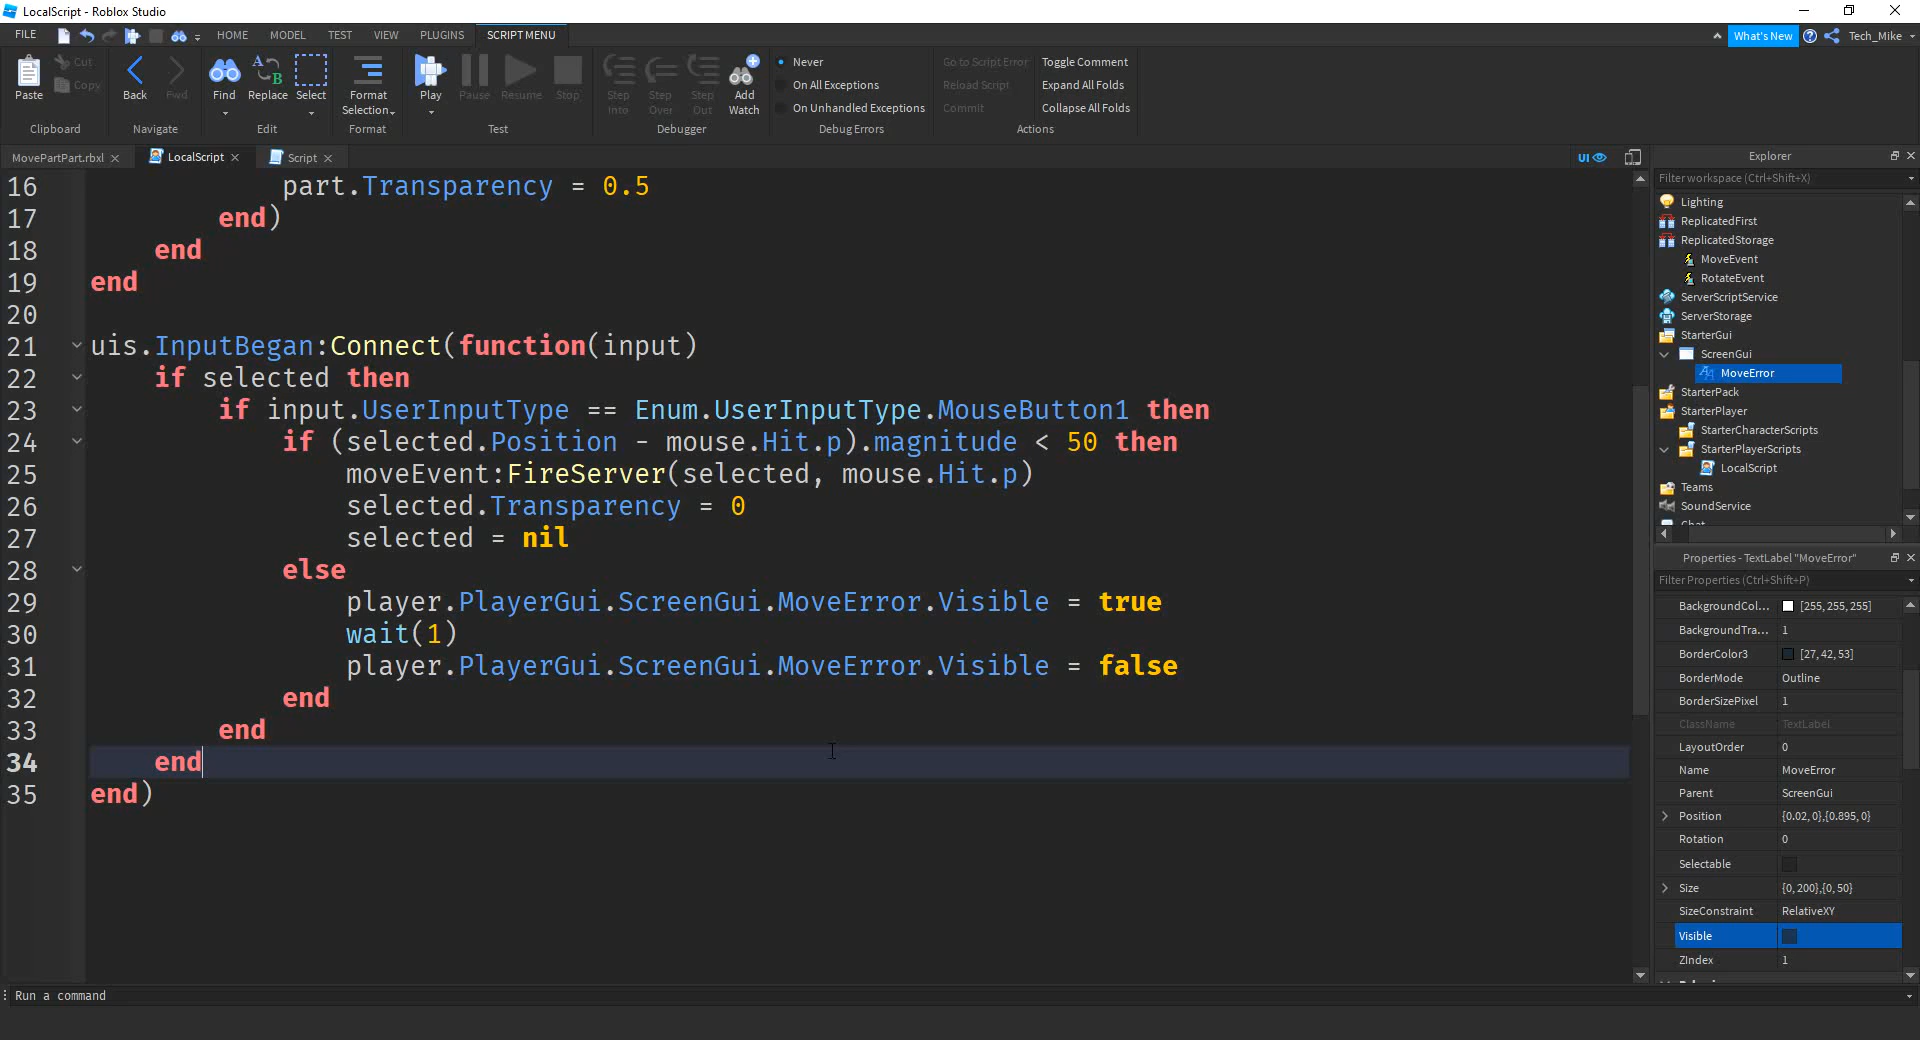 LocalScript - Roblox Studio
FILE HOME MODEL TEST VIEW PLUGINS SCRIPT MENU What's New Tech_Mike
Paste Cut Copy
Clipboard
Back Fwd
Navigate
Find Replace Select
Edit
Format Selection
Format
Play Pause Resume Stop
Test
Step Into Step Over Step Out Add Watch
Debugger
Never
On All Exceptions
On Unhandled Exceptions
Debug Errors
Go to Script Error
Reload Script
Commit
Toggle Comment
Expand All Folds
Collapse All Folds
Actions
MovePartPart.rbxl LocalScript Script UI
16 part.Transparency = 0.5
17 end)
18 end
19 end
20
21 uis.InputBegan:Connect(function(input)
22 if selected then
23 if input.UserInputType == Enum.UserInputType.MouseButton1 then
24 if (selected.Position - mouse.Hit.p).magnitude < 50 then
25 moveEvent:FireServer(selected, mouse.Hit.p)
26 selected.Transparency = 0
27 selected = nil
28 else
29 player.PlayerGui.ScreenGui.MoveError.Visible = true
30 wait(1)
31 player.PlayerGui.ScreenGui.MoveError.Visible = false
32 end
33 end
34 end
35 end)
Explorer
Filter workspace (Ctrl+Shift+X)
Lighting
ReplicatedFirst
ReplicatedStorage
MoveEvent
RotateEvent
ServerScriptService
ServerStorage
StarterGui
ScreenGui
MoveError
StarterPack
StarterPlayer
StarterCharacterScripts
StarterPlayerScripts
LocalScript
Teams
SoundService
Chat
Properties - TextLabel "MoveError"
Filter Properties (Ctrl+Shift+P)
BackgroundCol... [255, 255, 255]
BackgroundTra... 1
BorderColor3 [27, 42, 53]
BorderMode Outline
BorderSizePixel 1
ClassName TextLabel
LayoutOrder 0
Name MoveError
Parent ScreenGui
Position {0.02, 0},{0.895, 0}
Rotation 0
Selectable
Size {0, 200},{0, 50}
SizeConstraint RelativeXY
Visible
ZIndex 1
Run a command